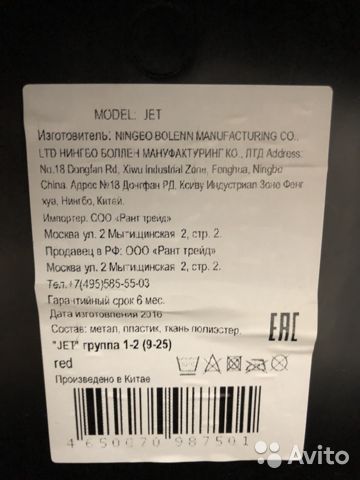 MODEL: JET
Изготовитель: NINGBO BOLENN MANUFACTURING CO.,
LTD НИНГБО БОЛЛЕН МАНУФАКТУРИНГ КО., ЛТД Address:
No.18 Dongfan Rd, Xiwu Industrial Zone, Fenghua, Ningbo
China. Адрес №18 Донгфан РД, Ксиву Индустриал Зоне Фенг
хуа, Нингбо, Китай.
Импортер: ООО «Рант трейд»
Москва ул. 2 Мытищинская 2, стр. 2.
Продавец в РФ: ООО «Рант трейд»
Москва ул. 2 Мытищинская 2, стр. 2.
Тел.+7(495)585-55-03
Гарантийный срок 6 мес.
Дата изготовления 2016
Состав: метал, пластик, ткань полиэстер.
EAC
"JET" группа 1-2 (9-25)
red
Произведено в Китае
4 650070 987501
Avito